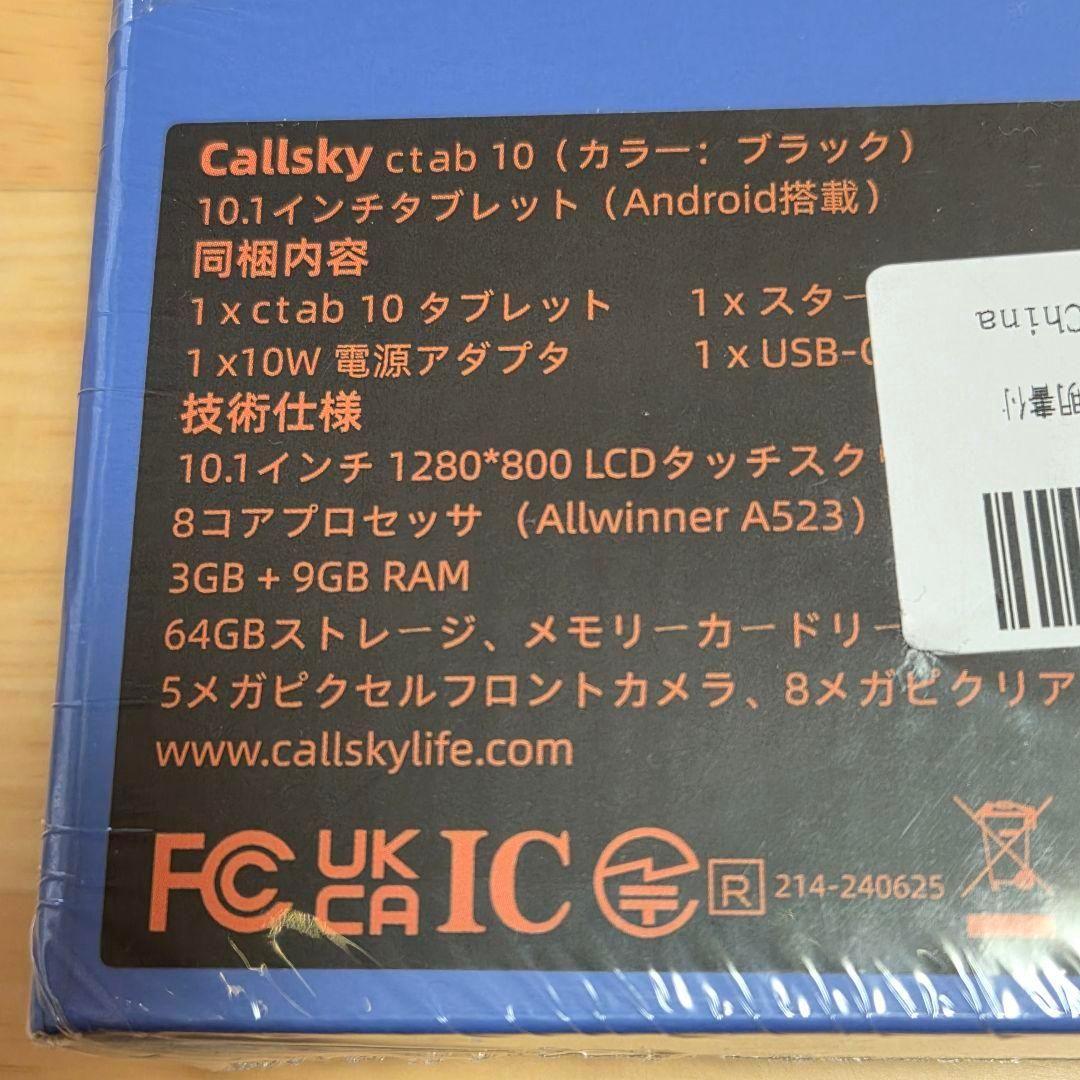 Callsky ctab 10（カラー：ブラック）
10.1インチタブレット（Android搭載）
同梱内容
1 x ctab 10 タブレット 1 x スター
1 x10W 電源アダプタ 1 x USB-C
技術仕様
10.1インチ 1280*800 LCDタッチスクリ
8コアプロセッサ （Allwinner A523）
3GB + 9GB RAM
64GBストレージ、メモリーカードリー
5メガピクセルフロントカメラ、8メガピクリア
www.callskylife.com
FC UK CA IC R 214-240625
China
明書付